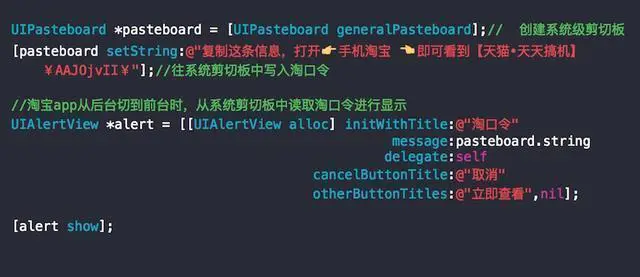 UIPasteboard *pasteboard = [UIPasteboard generalPasteboard];// 创建系统级剪切板
[pasteboard setString:@"复制这条信息，打开👉手机淘宝 👈即可看到【天猫•天天搞机】
￥AAJOjvII￥"];//往系统剪切板中写入淘口令
//淘宝app从后台切到前台时，从系统剪切板中读取淘口令进行显示
UIAlertView *alert = [[UIAlertView alloc] initWithTitle:@"淘口令"
message:pasteboard.string
delegate:self
cancelButtonTitle:@"取消"
otherButtonTitles:@"立即查看",nil];
[alert show];